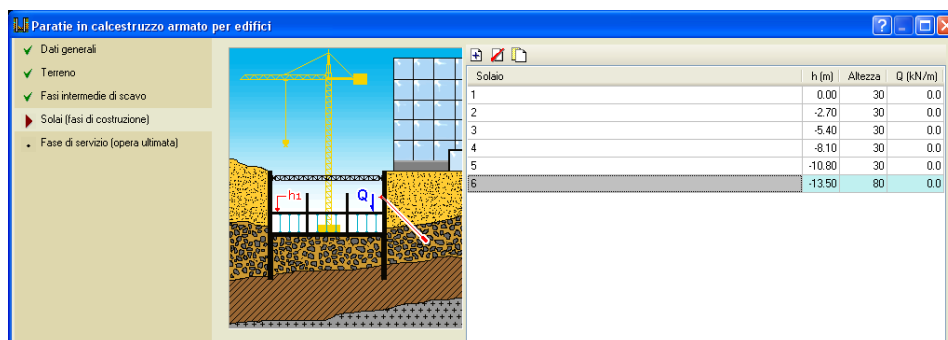 Paratie in calcestruzzo armato per edifici
Dati generali
Terreno
Fasi intermedie di scavo
Solai (fasi di costruzione)
Fase di servizio (opera ultimata)
h1
Q
Solaio h (m) Altezza Q (kN/m)
1 0.00 30 0.0
2 -2.70 30 0.0
3 -5.40 30 0.0
4 -8.10 30 0.0
5 -10.80 30 0.0
6 -13.50 80 0.0